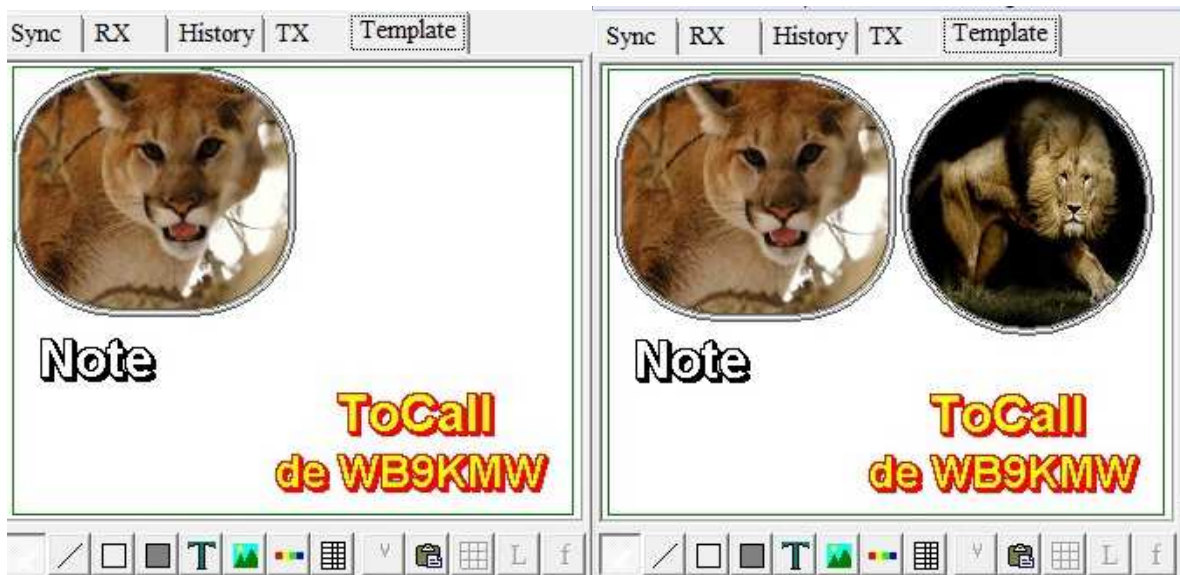 Sync RX History TX Template
Note
ToCall
de WB9KMW
T V L f
Sync RX History TX Template
Note
ToCall
de WB9KMW
T V L f